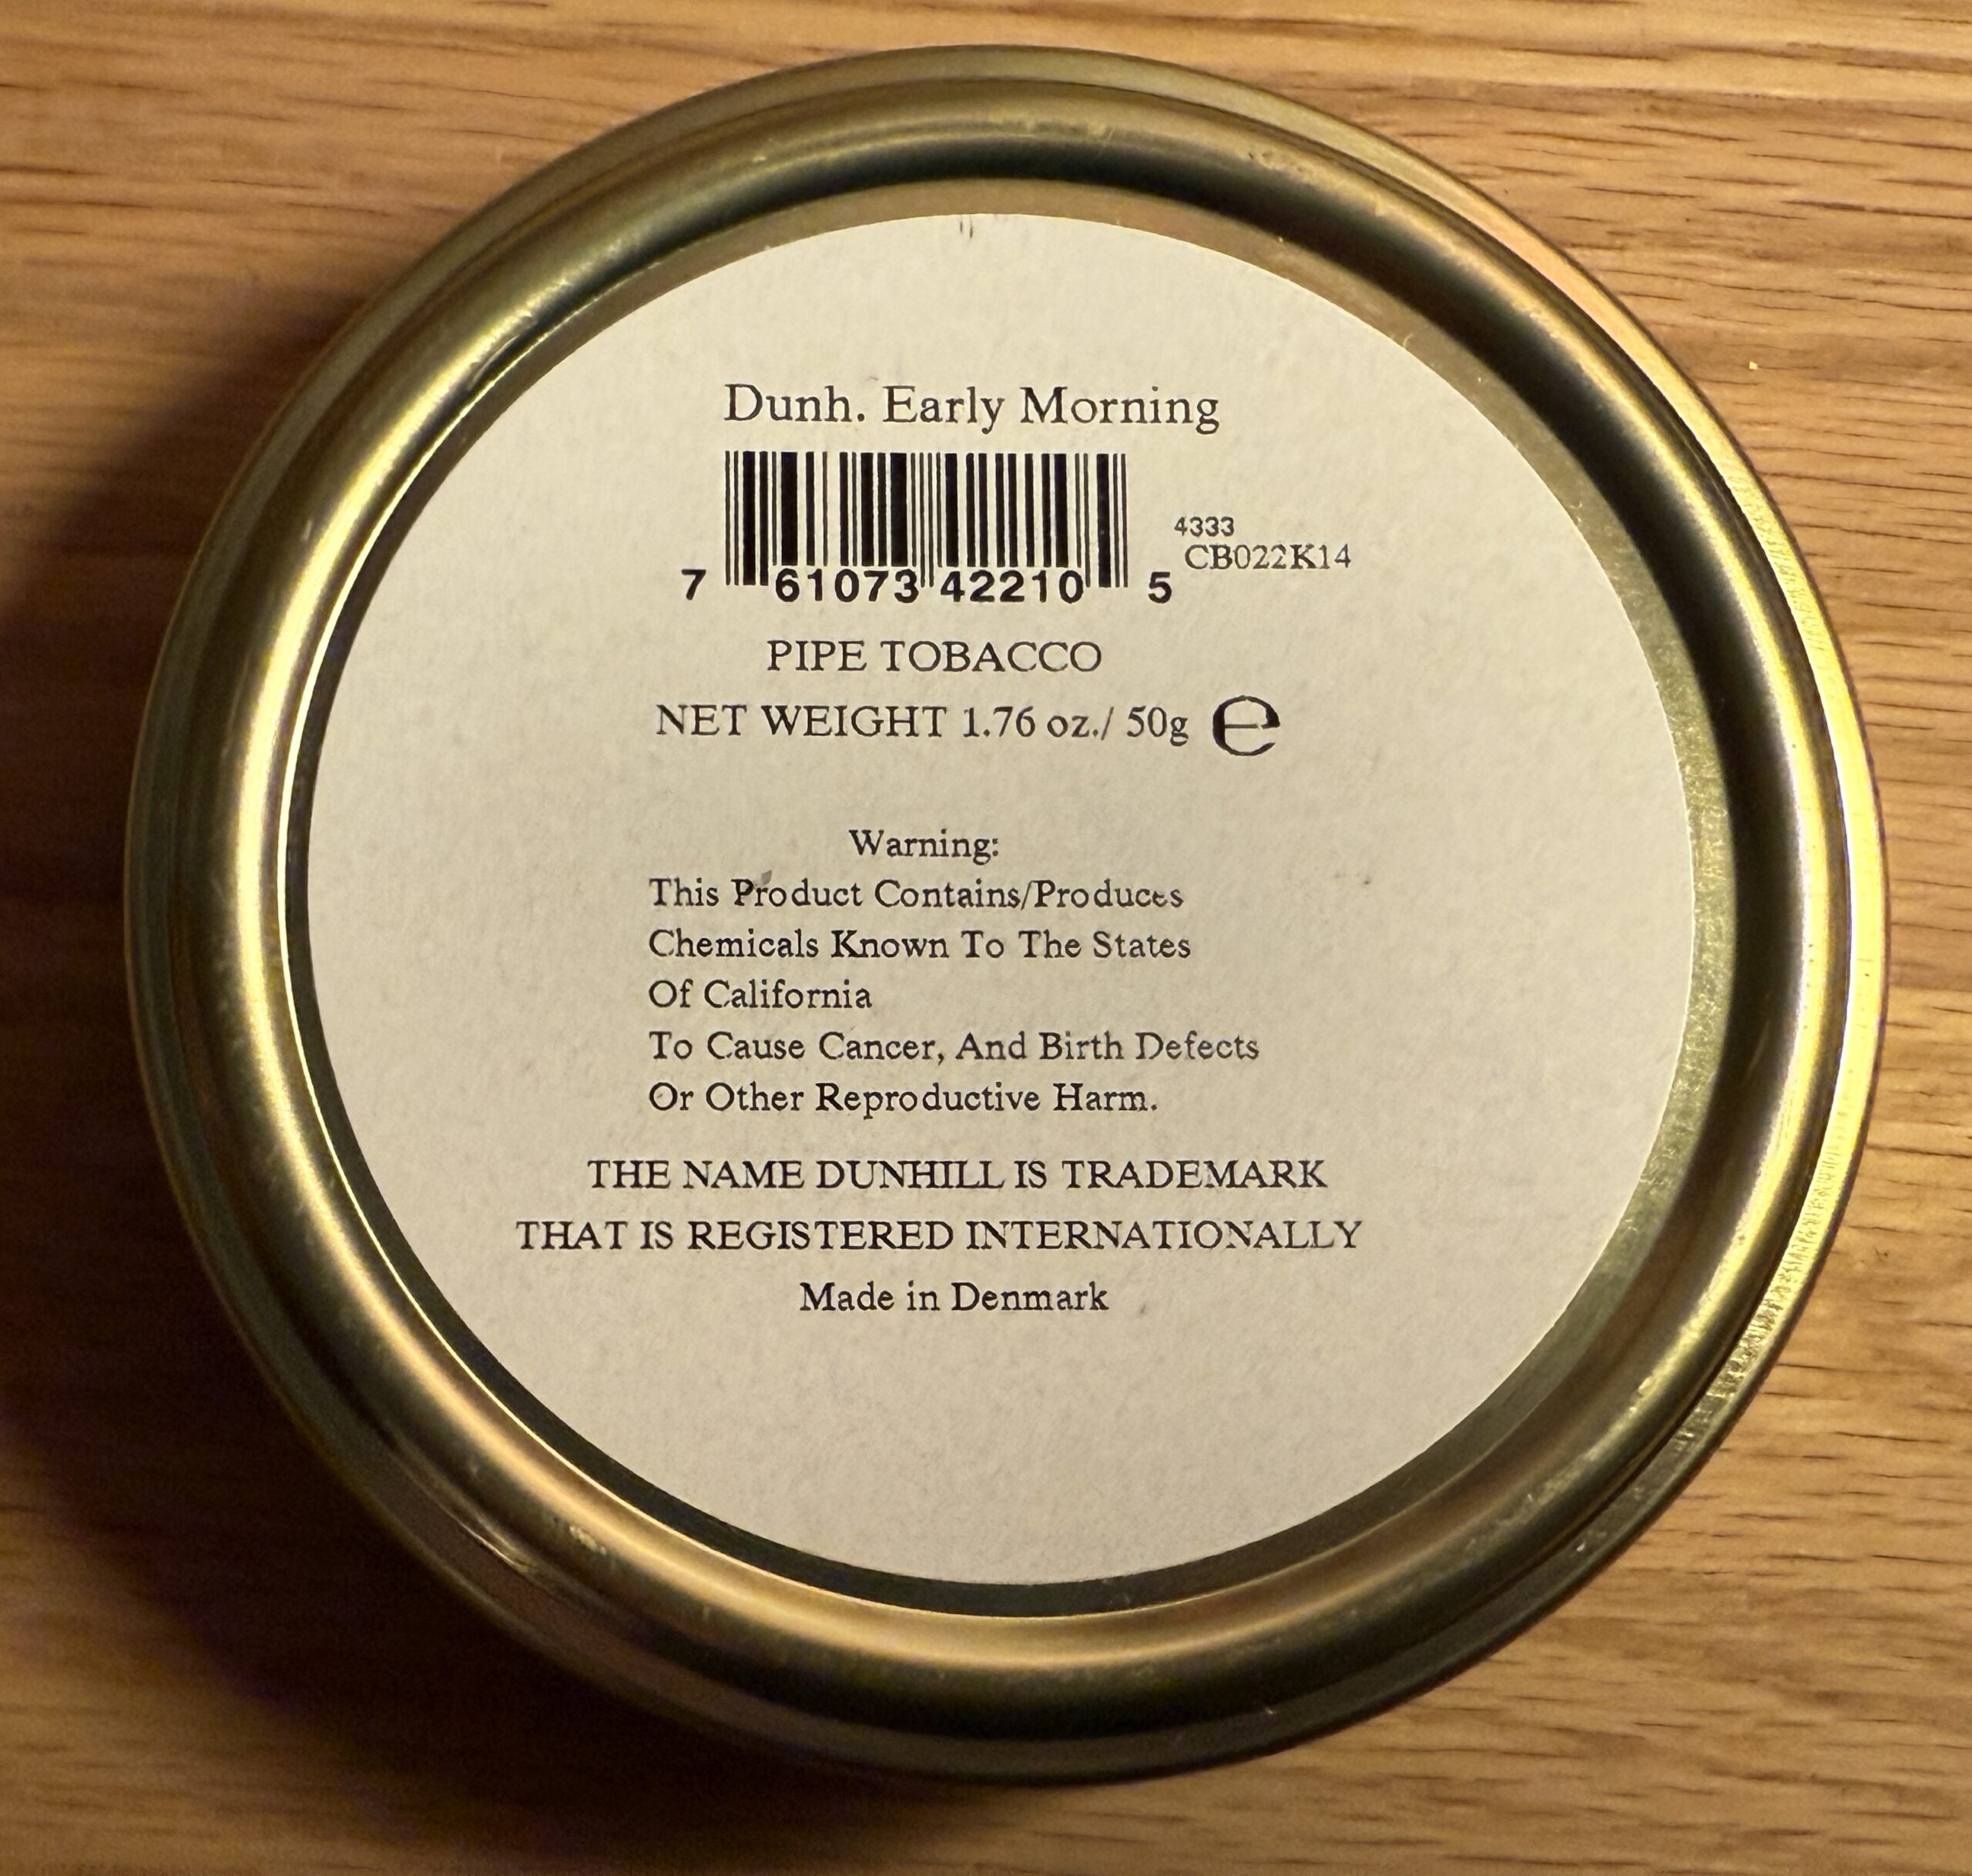 Dunh. Early Morning
4333
CB022K14
7 61073 42210 5
PIPE TOBACCO
NET WEIGHT 1.76 oz./ 50g e
Warning:
This Product Contains/Produces
Chemicals Known To The States
Of California
To Cause Cancer, And Birth Defects
Or Other Reproductive Harm.
THE NAME DUNHILL IS TRADEMARK
THAT IS REGISTERED INTERNATIONALLY
Made in Denmark